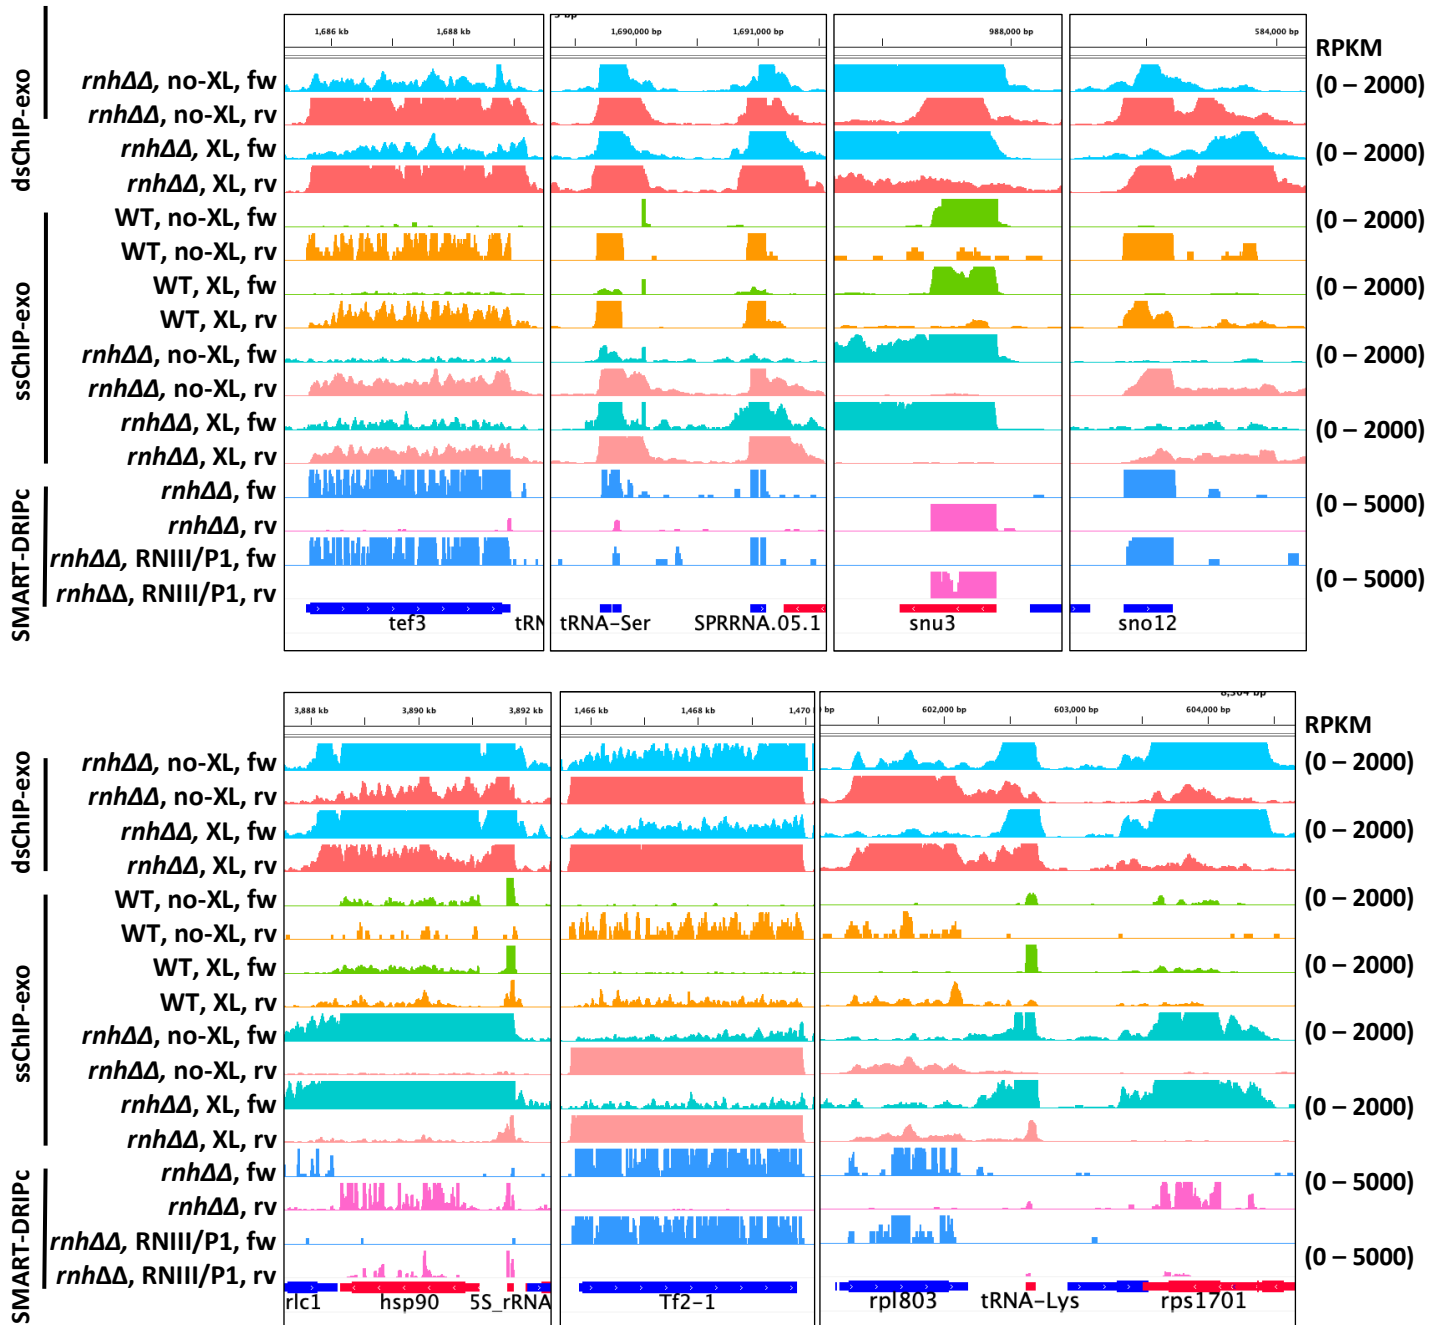 1,686 kb 1,688 kb 1,690,000 bp 1,691,000 bp 988,000 bp 584,000 bp
RPKM
dsChIP-exo
rnhΔΔ, no-XL, fw (0 – 2000)
rnhΔΔ, no-XL, rv
rnhΔΔ, XL, fw (0 – 2000)
rnhΔΔ, XL, rv
ssChIP-exo
WT, no-XL, fw (0 – 2000)
WT, no-XL, rv
WT, XL, fw (0 – 2000)
WT, XL, rv
rnhΔΔ, no-XL, fw (0 – 2000)
rnhΔΔ, no-XL, rv
rnhΔΔ, XL, fw (0 – 2000)
rnhΔΔ, XL, rv
SMART-DRIPc
rnhΔΔ, fw (0 – 5000)
rnhΔΔ, rv
rnhΔΔ, RNIII/P1, fw (0 – 5000)
rnhΔΔ, RNIII/P1, rv
tef3 tRN tRNA-Ser SPRRNA.05.1 snu3 sno12
3,888 kb 3,890 kb 3,892 kb 1,466 kb 1,468 kb 1,470 bp 602,000 bp 603,000 bp 604,000 bp
RPKM
dsChIP-exo
rnhΔΔ, no-XL, fw (0 – 2000)
rnhΔΔ, no-XL, rv
rnhΔΔ, XL, fw (0 – 2000)
rnhΔΔ, XL, rv
ssChIP-exo
WT, no-XL, fw (0 – 2000)
WT, no-XL, rv
WT, XL, fw (0 – 2000)
WT, XL, rv
rnhΔΔ, no-XL, fw (0 – 2000)
rnhΔΔ, no-XL, rv
rnhΔΔ, XL, fw (0 – 2000)
rnhΔΔ, XL, rv
SMART-DRIPc
rnhΔΔ, fw (0 – 5000)
rnhΔΔ, rv
rnhΔΔ, RNIII/P1, fw (0 – 5000)
rnhΔΔ, RNIII/P1, rv
rlc1 hsp90 5S_rRNA Tf2-1 rpl803 tRNA-Lys rps1701